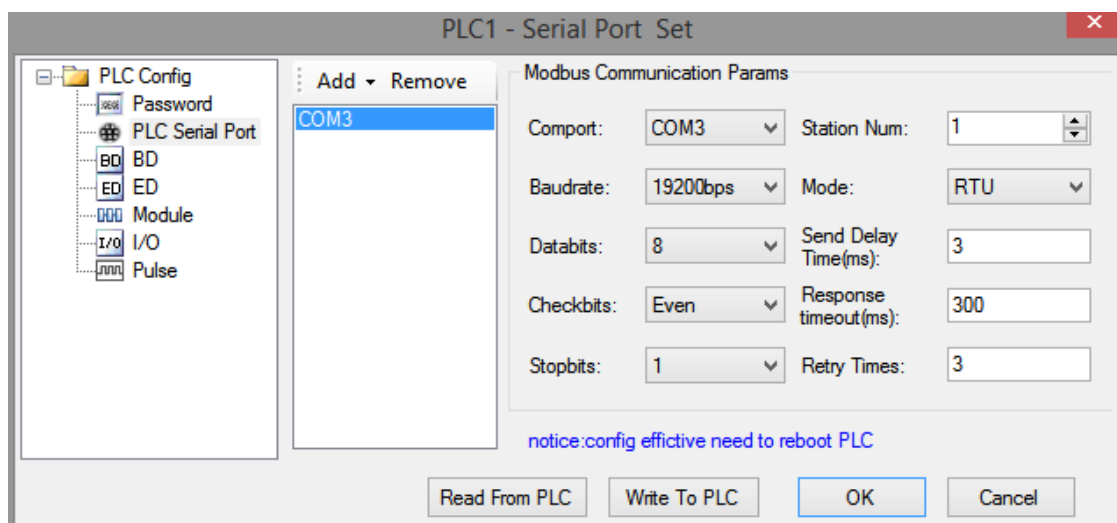 PLC1 - Serial Port Set
PLC Config
Password
PLC Serial Port
BD BD
ED ED
Module
I/O I/O
Pulse
Add Remove
COM3
Modbus Communication Params
Comport: COM3 Station Num: 1
Baudrate: 19200bps Mode: RTU
Databits: 8 Send Delay
Time(ms): 3
Checkbits: Even Response
timeout(ms): 300
Stopbits: 1 Retry Times: 3
notice:config effictive need to reboot PLC
Read From PLC Write To PLC OK Cancel